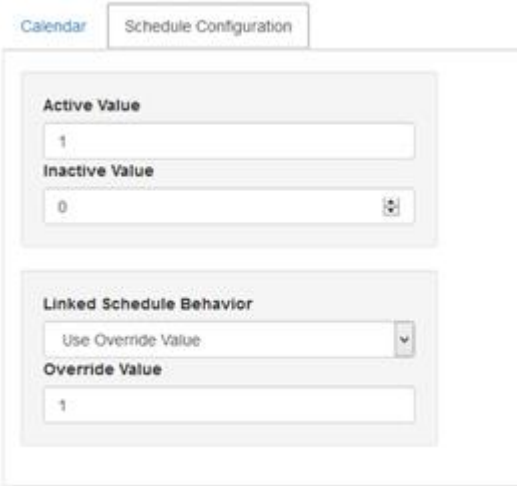 Calendar
Schedule Configuration
Active Value
1
Inactive Value
0
Linked Schedule Behavior
Use Override Value
Override Value
1